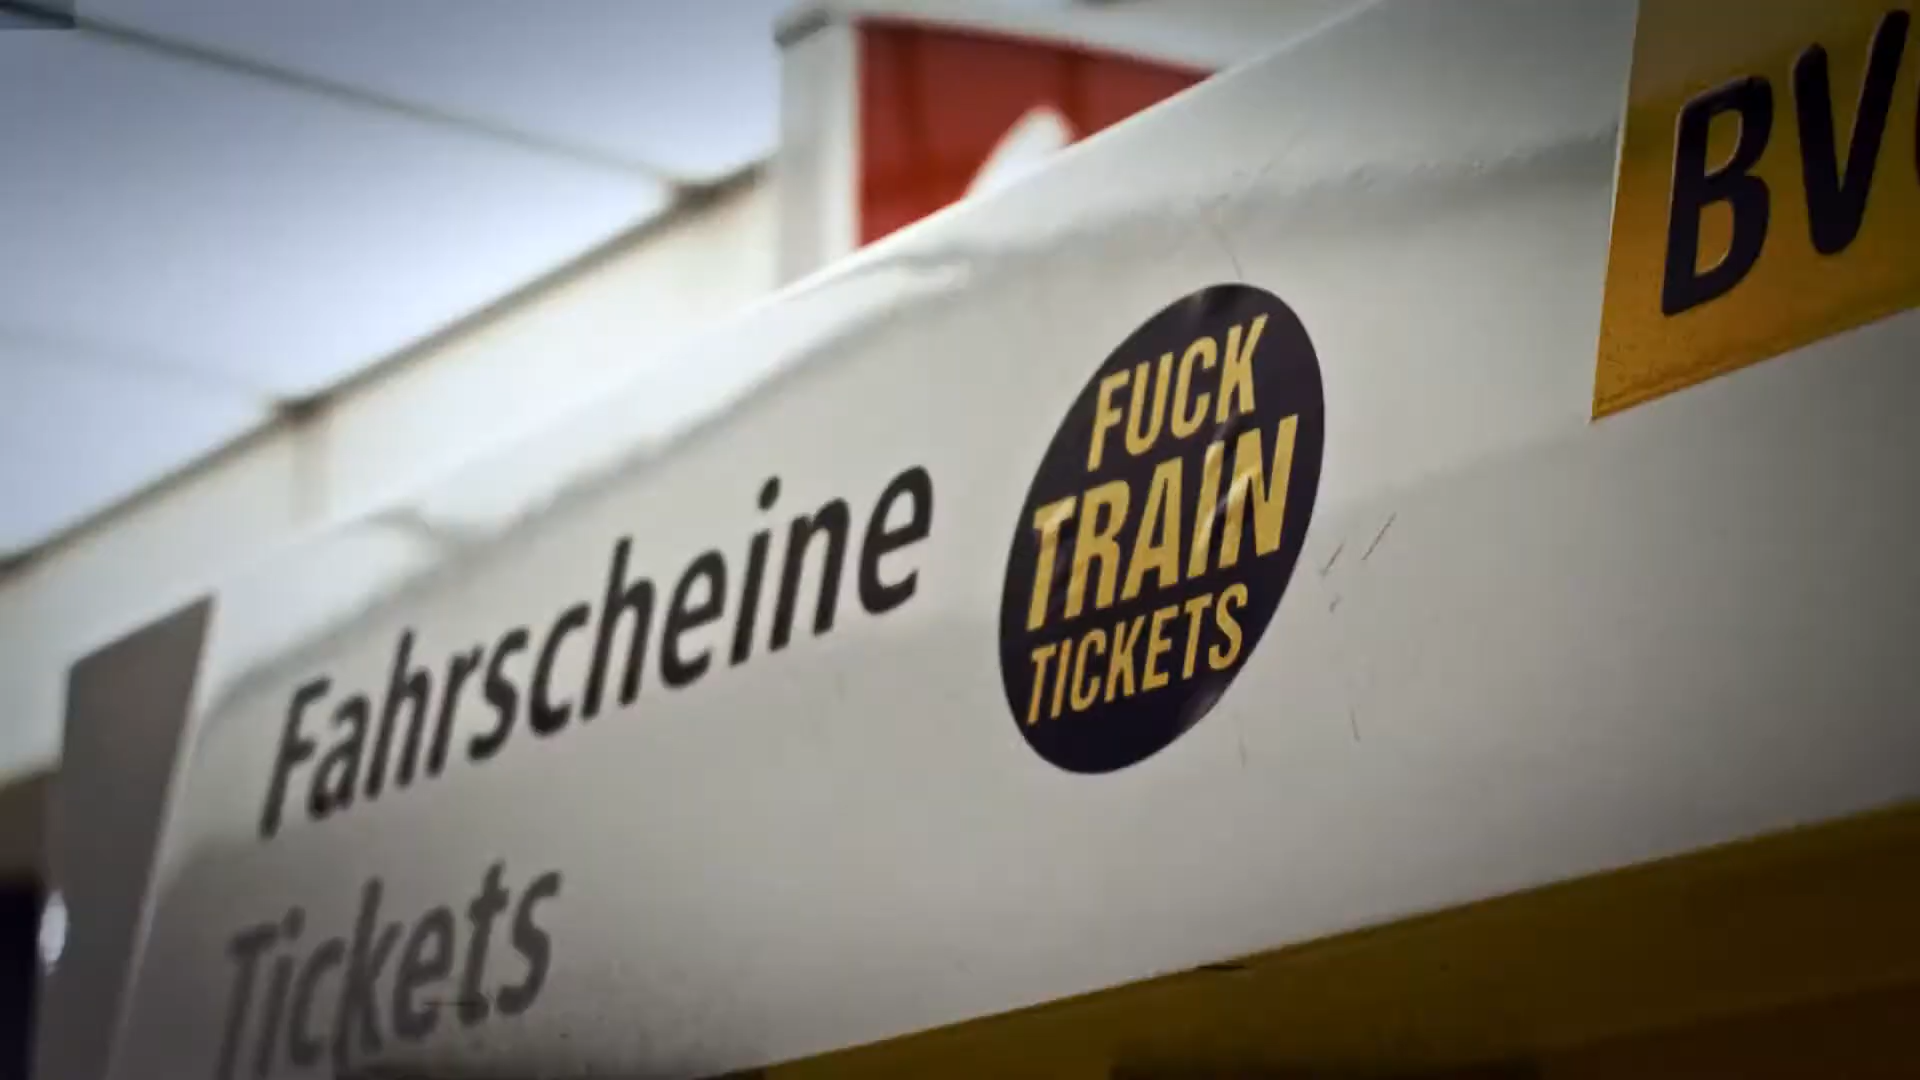 Fahrscheine
Tickets
FUCK
TRAIN
TICKETS
BV